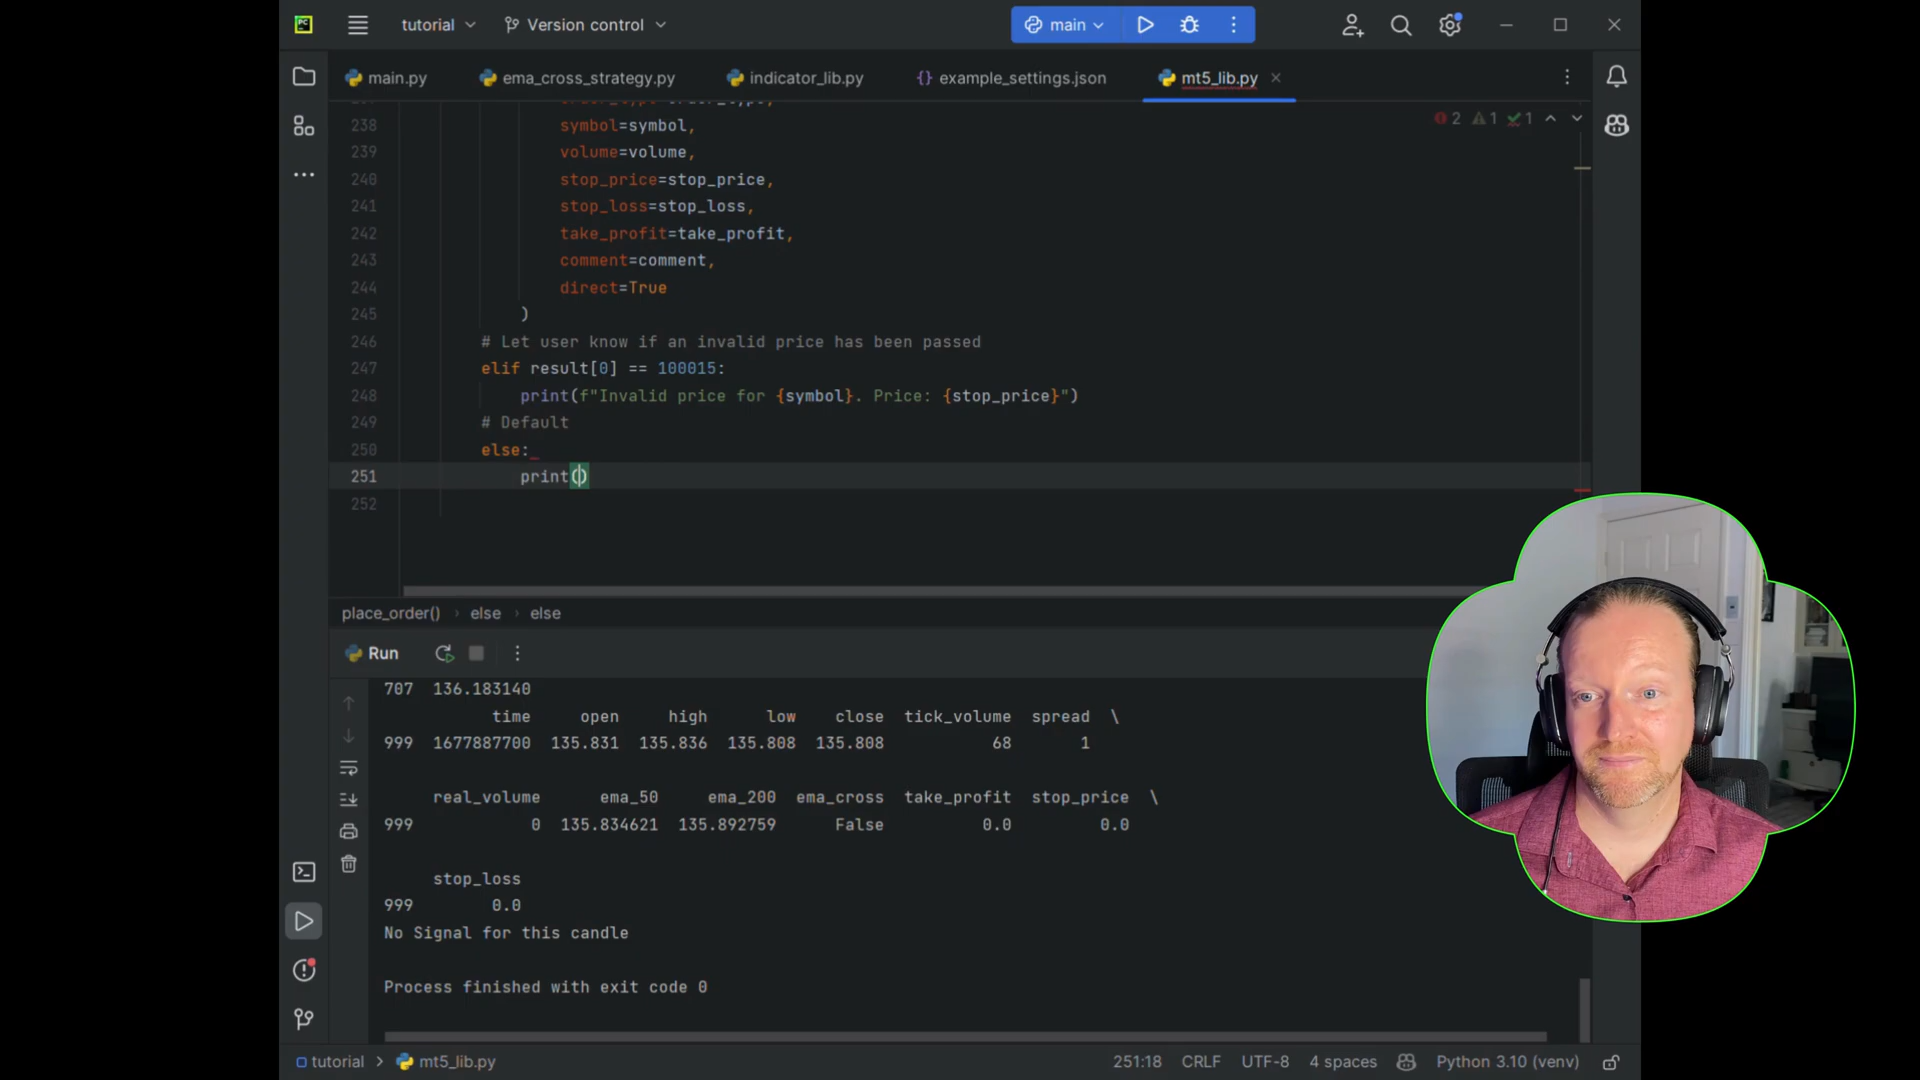 PC
tutorial
Version control
main
main.py
ema_cross_strategy.py
indicator_lib.py
{} example_settings.json
mt5_lib.py
2 1 1
238 symbol=symbol,
239 volume=volume,
240 stop_price=stop_price,
241 stop_loss=stop_loss,
242 take_profit=take_profit,
243 comment=comment,
244 direct=True
245 )
246 # Let user know if an invalid price has been passed
247 elif result[0] == 100015:
248 print(f"Invalid price for {symbol}. Price: {stop_price}")
249 # Default
250 else:
251 print()
252
place_order() › else › else
Run
707 136.183140
time open high low close tick_volume spread \
999 1677887700 135.831 135.836 135.808 135.808 68 1
real_volume ema_50 ema_200 ema_cross take_profit stop_price \
999 0 135.834621 135.892759 False 0.0 0.0
stop_loss
999 0.0
No Signal for this candle
Process finished with exit code 0
tutorial > mt5_lib.py
251:18 CRLF UTF-8 4 spaces Python 3.10 (venv)